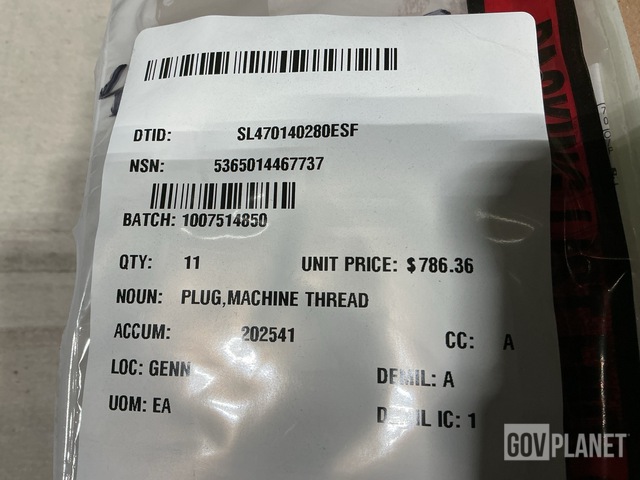 DTID: SL470140280ESF
NSN: 5365014467737
BATCH: 1007514850
QTY: 11 UNIT PRICE: $786.36
NOUN: PLUG,MACHINE THREAD
ACCUM: 202541 CC: A
LOC: GENN DEMIL: A
UOM: EA DEMIL IC: 1
PACKING
GOVPLANET